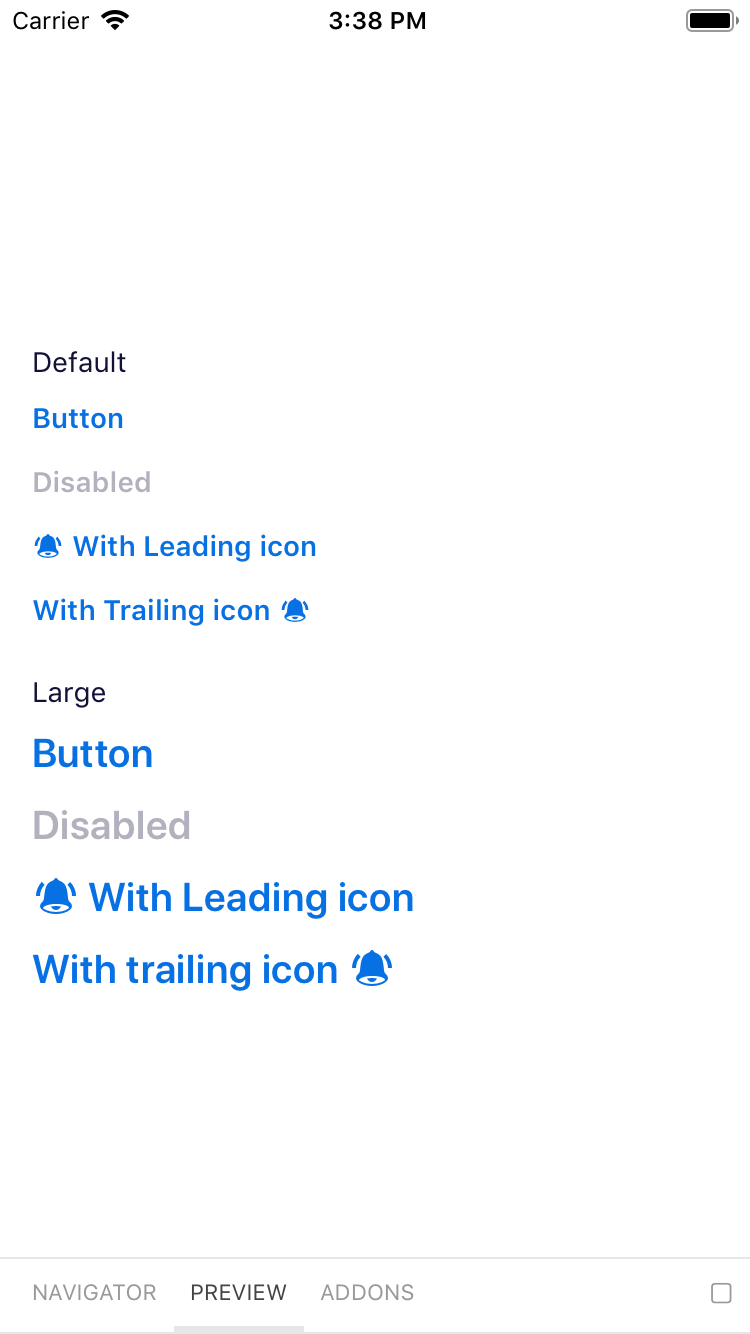 Carrier 3:38 PM
Default
Button
Disabled
With Leading icon
With Trailing icon
Large
Button
Disabled
With Leading icon
With trailing icon
NAVIGATOR PREVIEW ADDONS